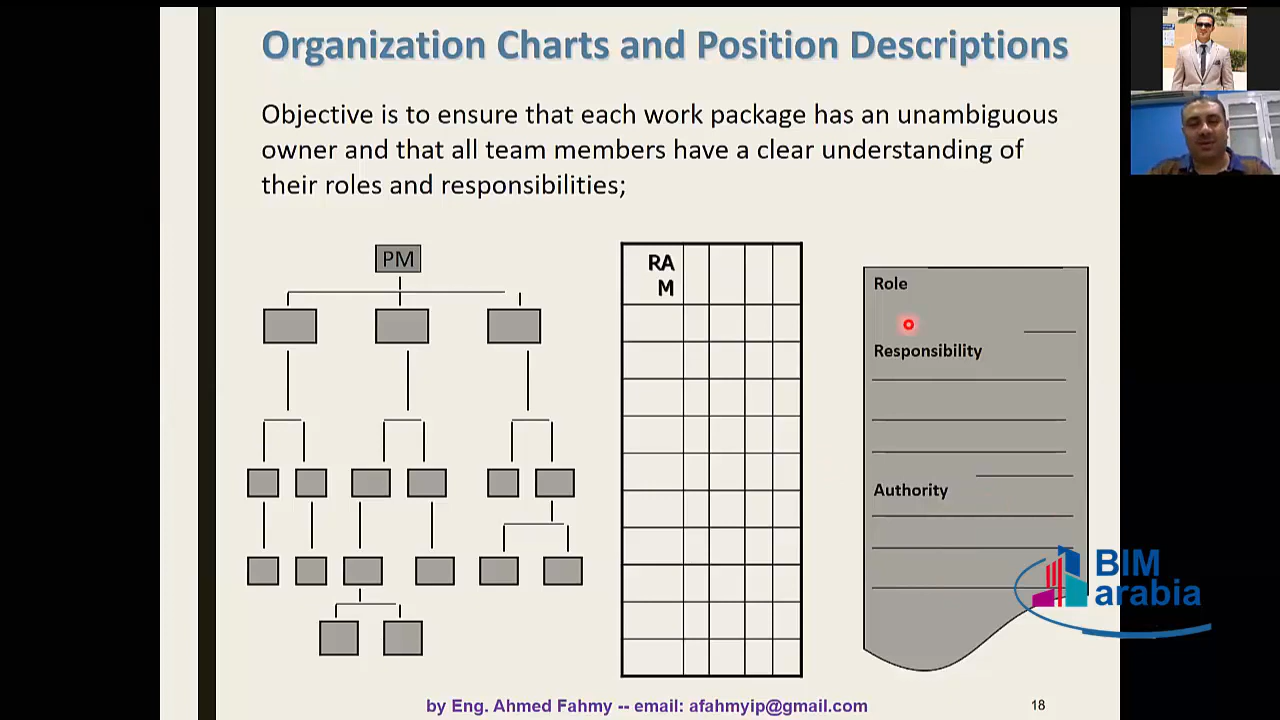 Organization Charts and Position Descriptions
Objective is to ensure that each work package has an unambiguous
owner and that all team members have a clear understanding of
their roles and responsibilities;
PM
RA
M
Role
Responsibility
Authority
BIM
arabia
by Eng. Ahmed Fahmy -- email: afahmyip@gmail.com
18